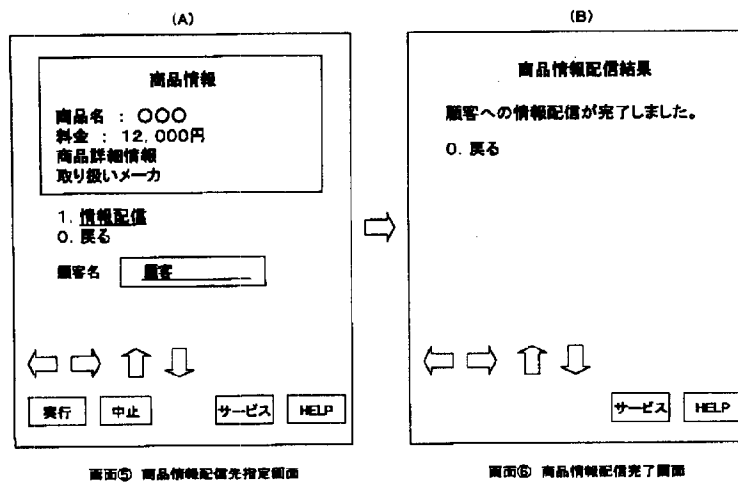 (A)
商品情報
商品名 : 〇〇〇
料金 : 12,000円
商品詳細情報
取り扱いメーカ
1. 情報配信
0. 戻る
顧客名 顧客
実行 中止 サービス HELP
画面⑤ 商品情報配信先指定画面
(B)
商品情報配信結果
顧客への情報配信が完了しました。
0. 戻る
サービス HELP
画面⑥ 商品情報配信完了画面